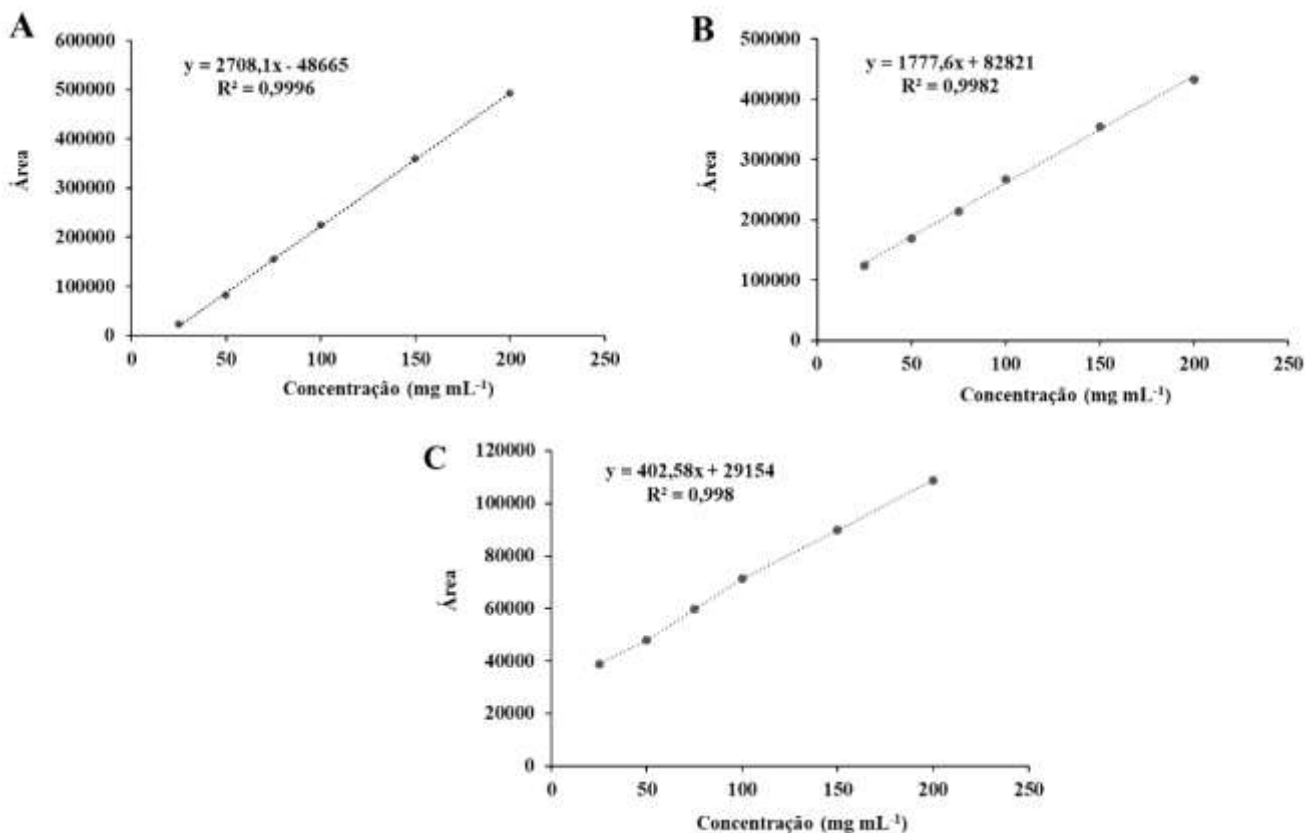 A
600000
500000
400000
300000
200000
100000
0
Área
y = 2708,1x - 48665
R² = 0,9996
0 50 100 150 200 250
Concentração (mg mL⁻¹)
B
500000
400000
300000
200000
100000
0
Área
y = 1777,6x + 82821
R² = 0,9982
0 50 100 150 200 250
Concentração (mg mL⁻¹)
C
120000
100000
80000
60000
40000
20000
0
Área
y = 402,58x + 29154
R² = 0,998
0 50 100 150 200 250
Concentração (mg mL⁻¹)